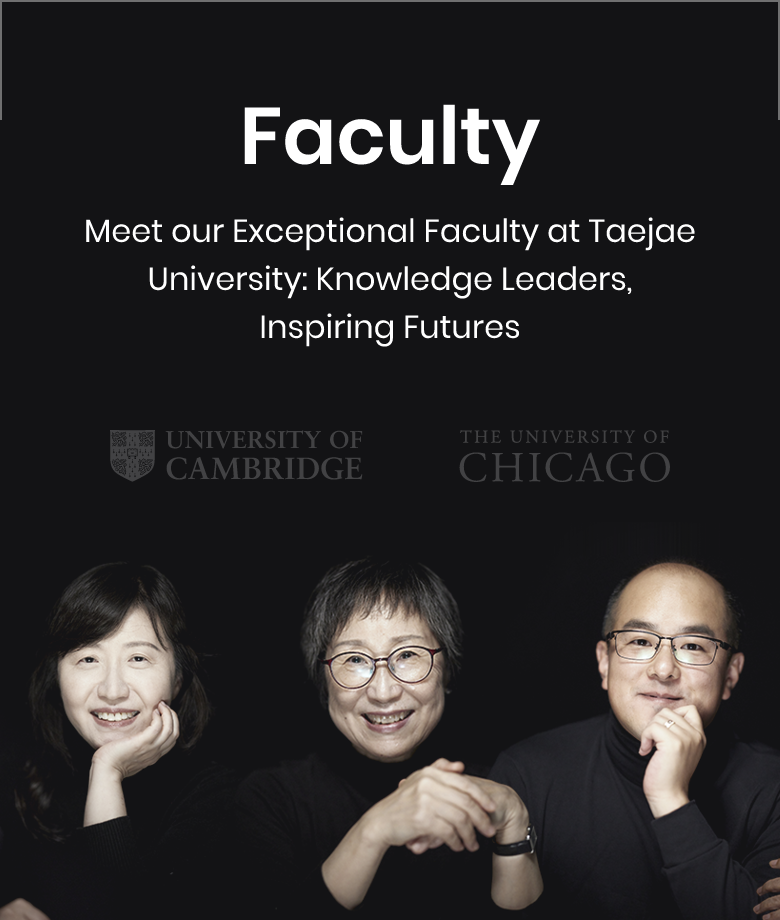 Faculty
Meet our Exceptional Faculty at Taejae
University: Knowledge Leaders,
Inspiring Futures
UNIVERSITY OF
CAMBRIDGE
THE UNIVERSITY OF
CHICAGO